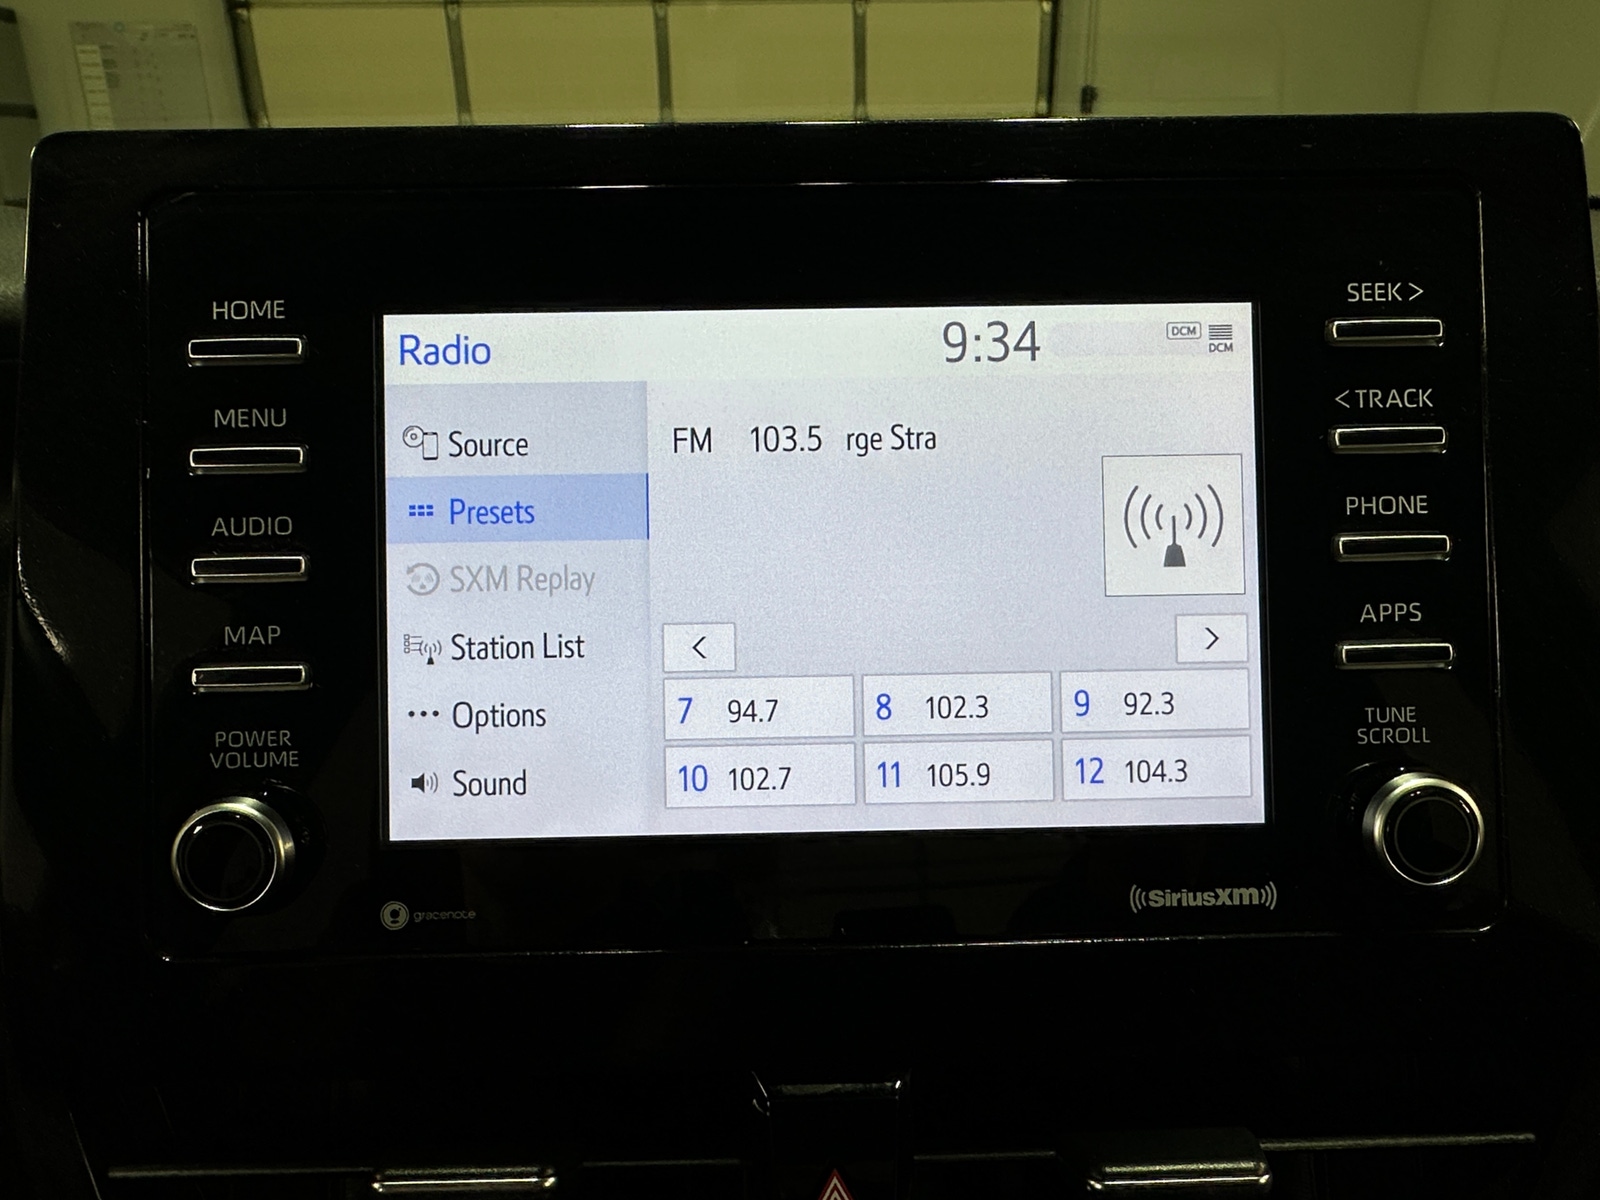 HOME
MENU
AUDIO
MAP
POWER
VOLUME
Radio
9:34
DCM
DCM
Source
Presets
SXM Replay
Station List
Options
Sound
FM 103.5 rge Stra
<
>
7 94.7
8 102.3
9 92.3
10 102.7
11 105.9
12 104.3
SEEK >
< TRACK
PHONE
APPS
TUNE
SCROLL
gracenote
SiriusXM